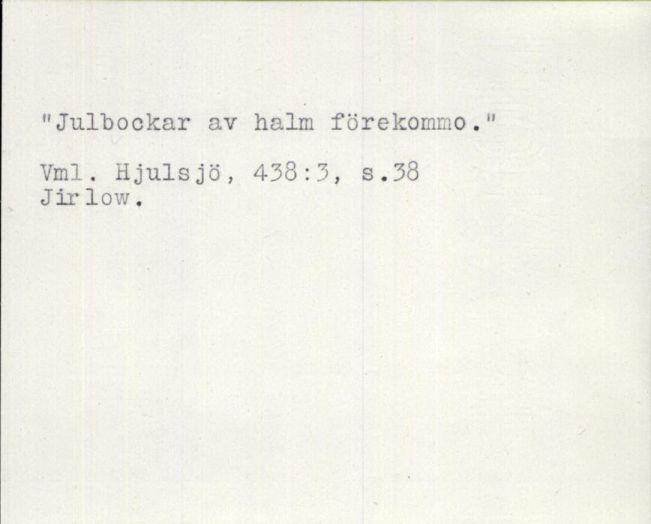 "Julbockar av halm förekommo."
Vml. Hjulsjö, 438:3, s.38
Jirlow.